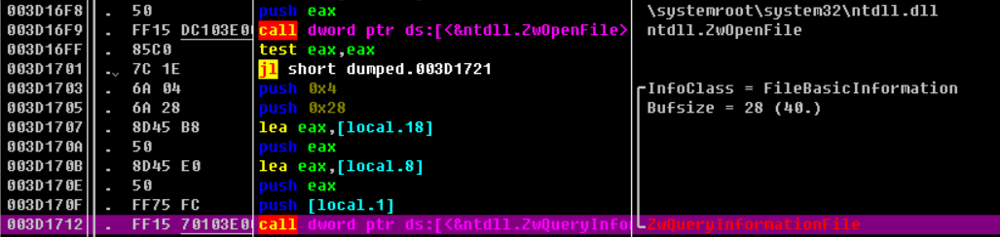 003D16F8 . 50 push eax \systemroot\system32\ntdll.dll
003D16F9 . FF15 DC103E00 call dword ptr ds:[<&ntdll.ZwOpenFile> ntdll.ZwOpenFile
003D16FF . 85C0 test eax,eax
003D1701 .˅ 7C 1E jl short dumped.003D1721
003D1703 . 6A 04 push 0x4 InfoClass = FileBasicInformation
003D1705 . 6A 28 push 0x28 Bufsize = 28 (40.)
003D1707 . 8D45 B8 lea eax,[local.18]
003D170A . 50 push eax
003D170B . 8D45 E0 lea eax,[local.8]
003D170E . 50 push eax
003D170F . FF75 FC push [local.1]
003D1712 . FF15 70103E00 call dword ptr ds:[<&ntdll.ZwQueryInfo ZwQueryInformationFile